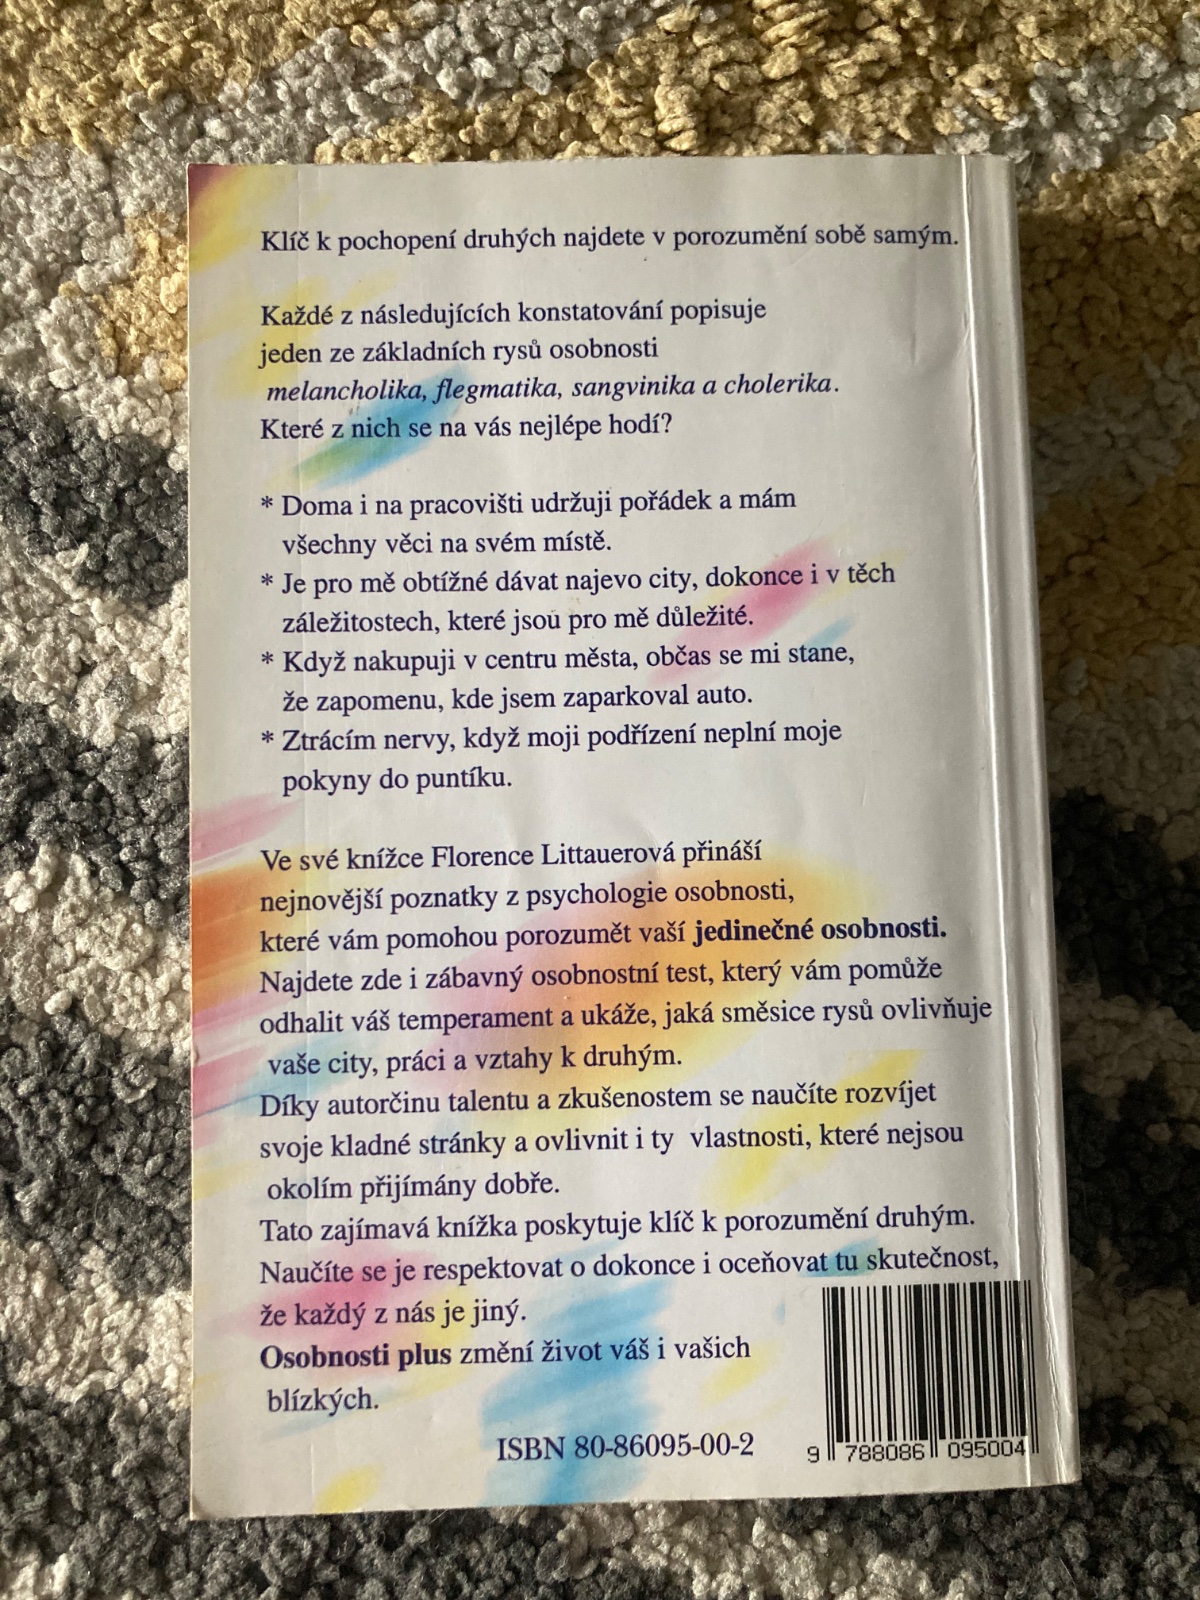 Klíč k pochopení druhých najdete v porozumění sobě samým.
Každé z následujících konstatování popisuje
jeden ze základních rysů osobnosti
melancholika, flegmatika, sangvinika a cholerika.
Které z nich se na vás nejlépe hodí?
* Doma i na pracovišti udržuji pořádek a mám
všechny věci na svém místě.
* Je pro mě obtížné dávat najevo city, dokonce i v těch
záležitostech, které jsou pro mě důležité.
* Když nakupuji v centru města, občas se mi stane,
že zapomenu, kde jsem zaparkoval auto.
* Ztrácím nervy, když moji podřízení neplní moje
pokyny do puntíku.
Ve své knížce Florence Littauerová přináší
nejnovější poznatky z psychologie osobnosti,
které vám pomohou porozumět vaší jedinečné osobnosti.
Najdete zde i zábavný osobnostní test, který vám pomůže
odhalit váš temperament a ukáže, jaká směsice rysů ovlivňuje
vaše city, práci a vztahy k druhým.
Díky autorčinu talentu a zkušenostem se naučíte rozvíjet
svoje kladné stránky a ovlivnit i ty vlastnosti, které nejsou
okolím přijímány dobře.
Tato zajímavá knížka poskytuje klíč k porozumění druhým.
Naučíte se je respektovat o dokonce i oceňovat tu skutečnost,
že každý z nás je jiný.
Osobnosti plus změní život váš i vašich
blízkých.
ISBN 80-86095-00-2
9 788086 095004